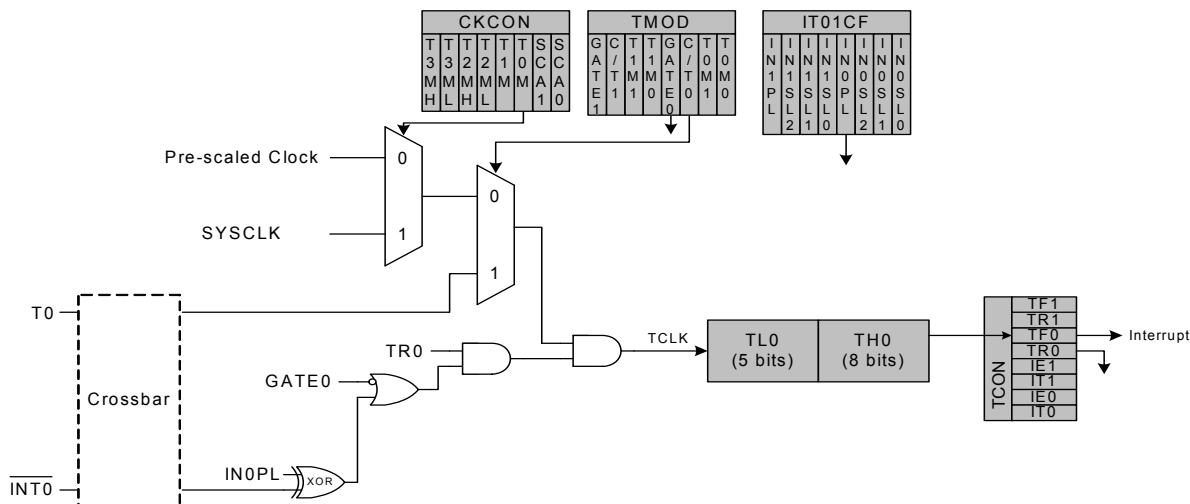 CKCON
T3MH T3ML T2MH T2ML T1M T0M SCA1 SCA0
TMOD
GATE1 C/T1 T1M1 T1M0 GATE0 C/T0 T0M1 T0M0
IT01CF
IN1PL IN1SL2 IN1SL1 IN1SL0 IN0PL IN0SL2 IN0SL1 IN0SL0
Pre-scaled Clock
0
SYSCLK
1
0
1
T0
Crossbar
INT0
TR0
GATE0
IN0PL
XOR
TCLK
TL0
(5 bits)
TH0
(8 bits)
TCON
TF1
TR1
TF0
TR0
IE1
IT1
IE0
IT0
Interrupt